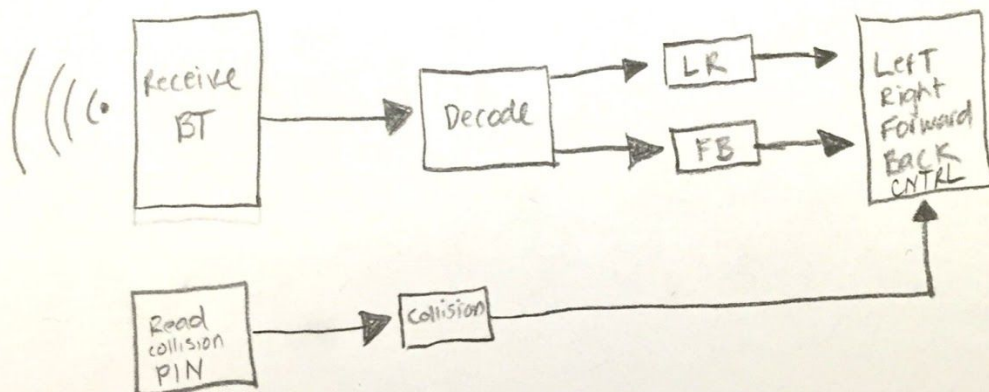 Receive
BT
Decode
LR
FB
Left
Right
Forward
Back
CNTRL
Read
collision
PIN
collision